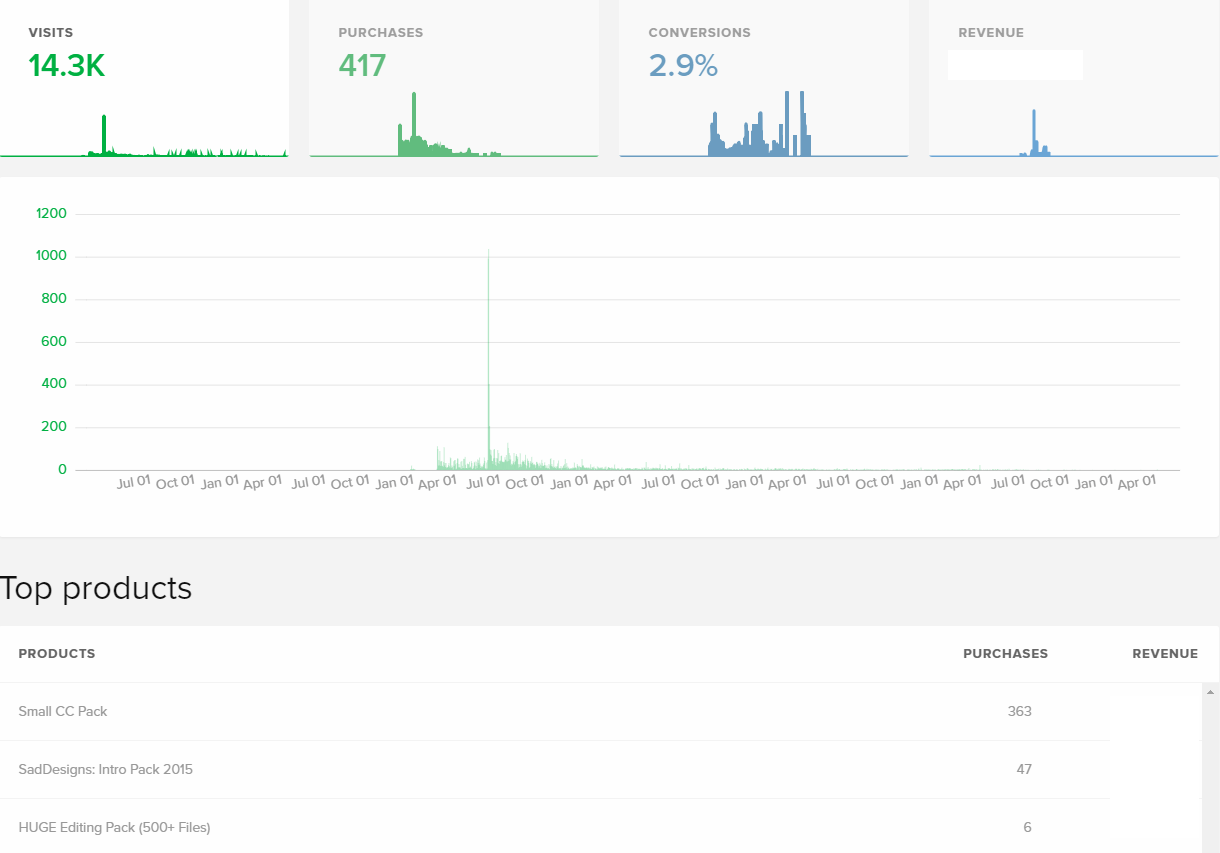 VISITS PURCHASES CONVERSIONS REVENUE
14.3K 417 2.9%
1200
1000
800
600
400
200
0
Jul 01 Oct 01 Jan 01 Apr 01 Jul 01 Oct 01 Jan 01 Apr 01 Jul 01 Oct 01 Jan 01 Apr 01 Jul 01 Oct 01 Jan 01 Apr 01 Jul 01 Oct 01 Jan 01 Apr 01 Jul 01 Oct 01 Jan 01 Apr 01
Top products
PRODUCTS PURCHASES REVENUE
Small CC Pack 363
SadDesigns: Intro Pack 2015 47
HUGE Editing Pack (500+ Files) 6